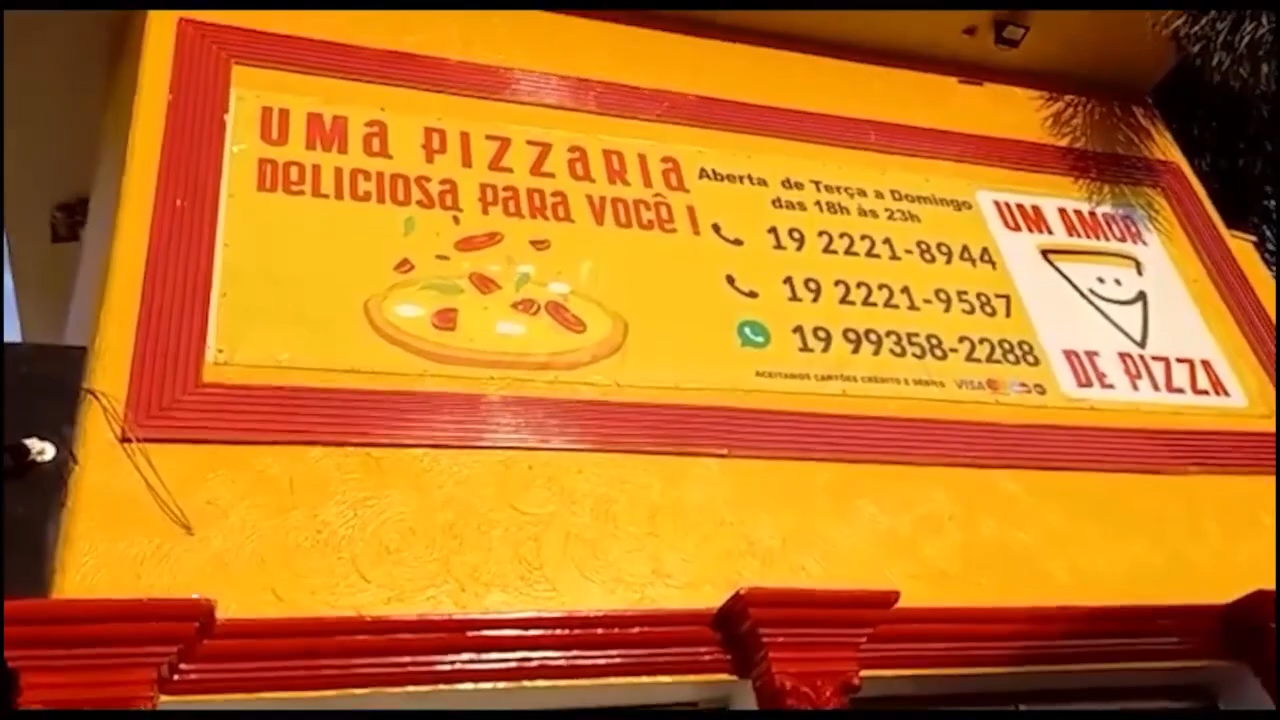 UMA PIZZARIA
DELICIOSA PARA VOCÊ !
Aberta de Terça a Domingo
das 18h às 23h
19 2221-8944
19 2221-9587
19 99358-2288
ACEITAMOS CARTÕES CRÉDITO E DÉBITO VISA
UM AMOR
DE PIZZA